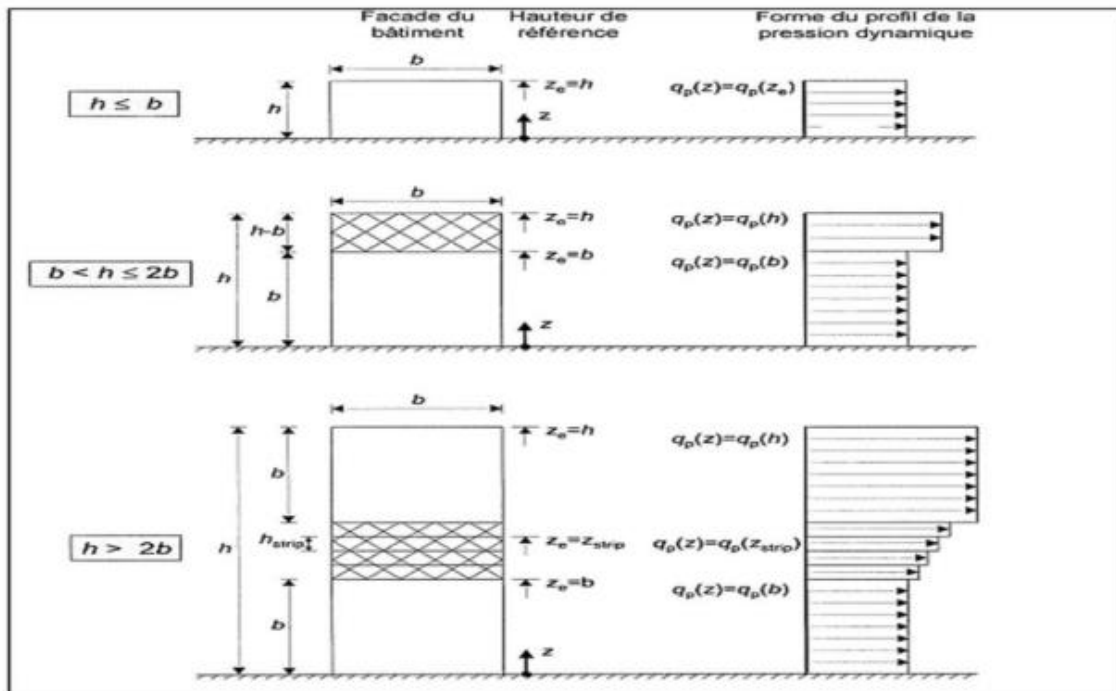 Facade du bâtiment
Hauteur de référence
Forme du profil de la pression dynamique
h ≤ b
b
h
z_e=h
z
q_p(z)=q_p(z_e)
b < h ≤ 2b
b
h
h-b
b
z_e=h
z_e=b
z
q_p(z)=q_p(h)
q_p(z)=q_p(b)
h > 2b
b
h
b
h_strip
b
z_e=h
z_e=z_strip
z_e=b
z
q_p(z)=q_p(h)
q_p(z)=q_p(z_strip)
q_p(z)=q_p(b)